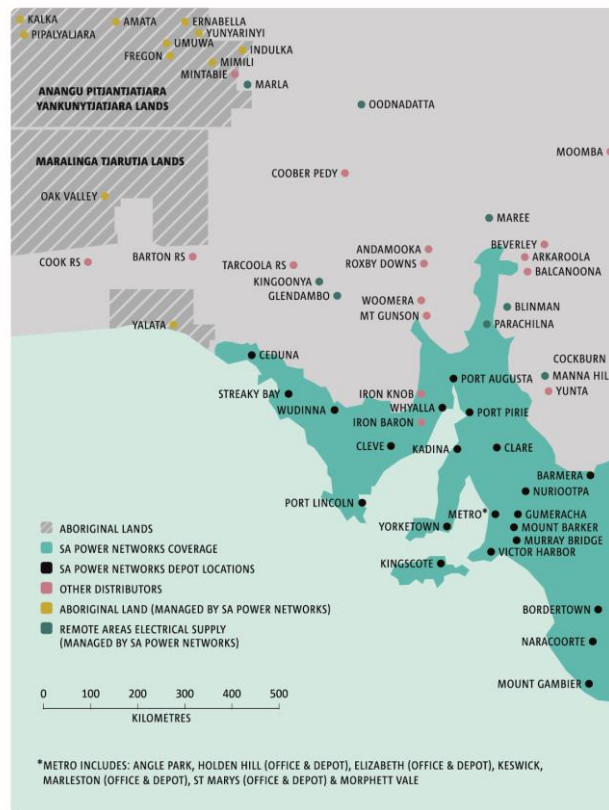 KALKA
AMATA
ERNABELLA
PIPALYALJARA
YUNYARINYI
UMUWA
INDULKA
FREGON
MIMILI
MINTABIE
MARLA
ANANGU PITJANTJATJARA
YANKUNYTJATJARA LANDS
OODNADATTA
MOOMBA
MARALINGA TJARUTJA LANDS
COOBER PEDY
OAK VALLEY
MAREE
BEVERLEY
ANDAMOOKA
BARTON RS
ARKAROOLA
COOK RS
TARCOOLA RS
ROXBY DOWNS
BALCANOONA
KINGOONYA
GLENDAMBO
WOOMERA
BLINMAN
MT GUNSON
YALATA
PARACHILNA
CEDUNA
COCKBURN
PORT AUGUSTA
MANNA HIL
STREAKY BAY
IRON KNOB
YUNTA
WUDINNA
WHYALLA
PORT PIRIE
IRON BARON
CLEVE
KADINA
CLARE
BARMERA
NURIOOTPA
PORT LINCOLN
METRO*
GUMERACHA
YORKETOWN
MOUNT BARKER
MURRAY BRIDGE
VICTOR HARBOR
KINGSCOTE
ABORIGINAL LANDS
SA POWER NETWORKS COVERAGE
SA POWER NETWORKS DEPOT LOCATIONS
OTHER DISTRIBUTORS
ABORIGINAL LAND (MANAGED BY SA POWER NETWORKS)
REMOTE AREAS ELECTRICAL SUPPLY
(MANAGED BY SA POWER NETWORKS)
BORDERTOWN
NARACOORTE
MOUNT GAMBIER
0 100 200 300 400 500
KILOMETRES
*METRO INCLUDES: ANGLE PARK, HOLDEN HILL (OFFICE & DEPOT), ELIZABETH (OFFICE & DEPOT), KESWICK,
MARLESTON (OFFICE & DEPOT), ST MARYS (OFFICE & DEPOT) & MORPHETT VALE